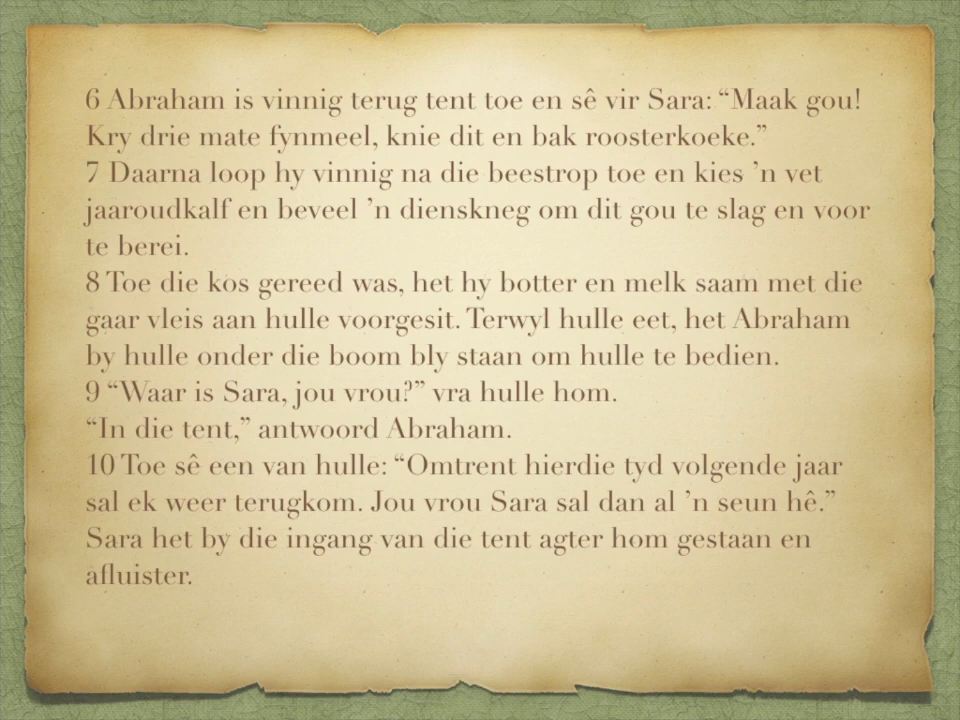 6 Abraham is vinnig terug tent toe en sê vir Sara: “Maak gou!
Kry drie mate fynmeel, knie dit en bak roosterkoeke.”
7 Daarna loop hy vinnig na die beestrop toe en kies ’n vet
jaaroudkalf en beveel ’n dienskneg om dit gou te slag en voor
te berei.
8 Toe die kos gereed was, het hy botter en melk saam met die
gaar vleis aan hulle voorgesit. Terwyl hulle eet, het Abraham
by hulle onder die boom bly staan om hulle te bedien.
9 “Waar is Sara, jou vrou?” vra hulle hom.
“In die tent,” antwoord Abraham.
10 Toe sê een van hulle: “Omtrent hierdie tyd volgende jaar
sal ek weer terugkom. Jou vrou Sara sal dan al ’n seun hê.”
Sara het by die ingang van die tent agter hom gestaan en
afluister.